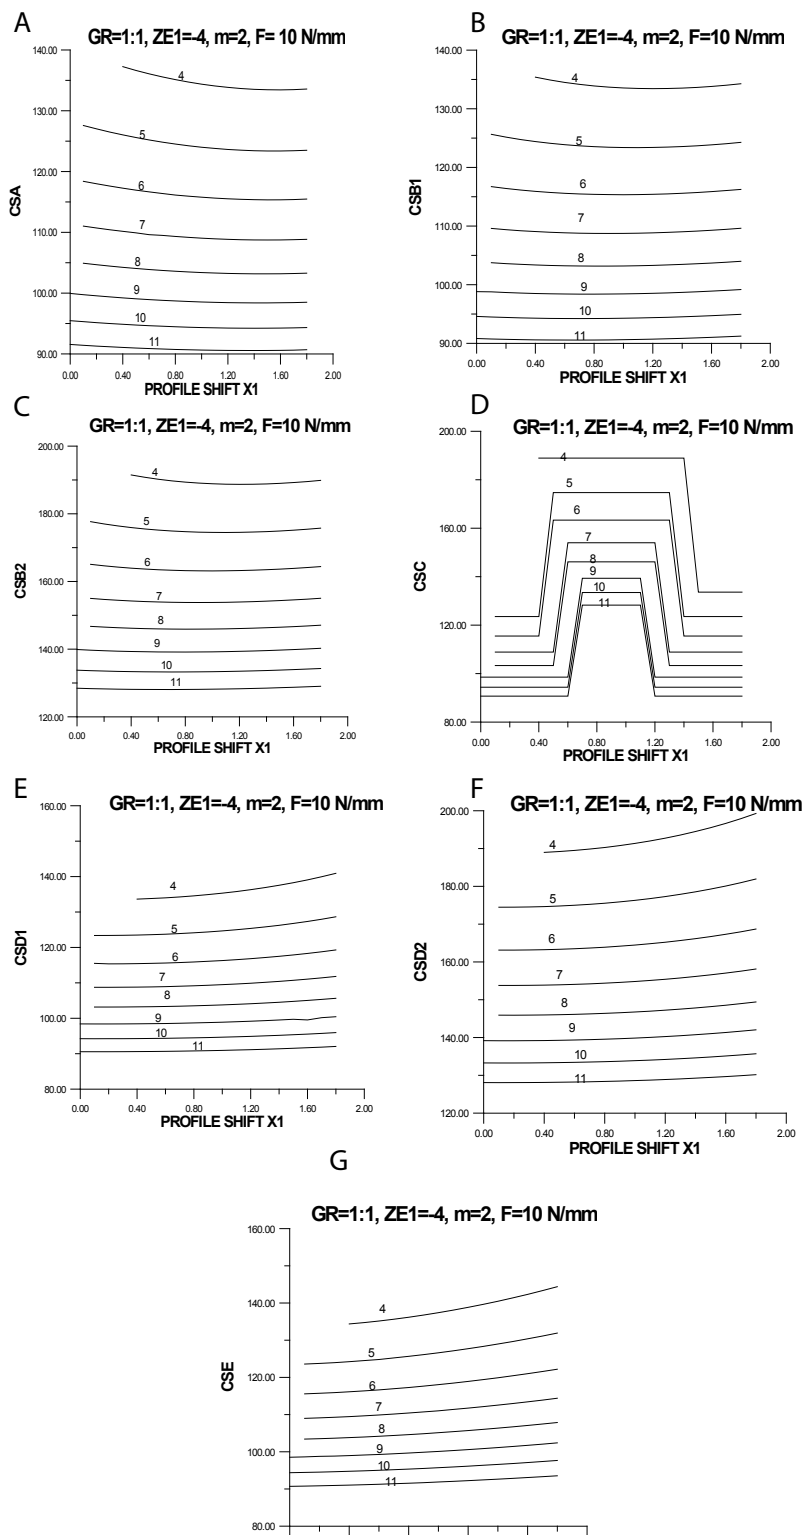 A
GR=1:1, ZE1=-4, m=2, F= 10 N/mm
140.00
130.00
120.00
110.00
100.00
90.00
CSA
4
5
6
7
8
9
10
11
0.00 0.40 0.80 1.20 1.60 2.00
PROFILE SHIFT X1
B
GR=1:1, ZE1=-4, m=2, F=10 N/mm
140.00
130.00
120.00
110.00
100.00
90.00
CSB1
4
5
6
7
8
9
10
11
0.00 0.40 0.80 1.20 1.60 2.00
PROFILE SHIFT X1
C
GR=1:1, ZE1=-4, m=2, F=10 N/mm
200.00
180.00
160.00
140.00
120.00
CSB2
4
5
6
7
8
9
10
11
0.00 0.40 0.80 1.20 1.60 2.00
PROFILE SHIFT X1
D
GR=1:1, ZE1=-4, m=2, F=10 N/mm
200.00
160.00
120.00
80.00
CSC
4
5
6
7
8
9
10
11
0.00 0.40 0.80 1.20 1.60 2.00
PROFILE SHIFT X1
E
GR=1:1, ZE1=-4, m=2, F=10 N/mm
160.00
140.00
120.00
100.00
80.00
CSD1
4
5
6
7
8
9
10
11
0.00 0.40 0.80 1.20 1.60 2.00
PROFILE SHIFT X1
F
GR=1:1, ZE1=-4, m=2, F=10 N/mm
200.00
180.00
160.00
140.00
120.00
CSD2
4
5
6
7
8
9
10
11
0.00 0.40 0.80 1.20 1.60 2.00
PROFILE SHIFT X1
G
GR=1:1, ZE1=-4, m=2, F=10 N/mm
160.00
140.00
120.00
100.00
80.00
CSE
4
5
6
7
8
9
10
11